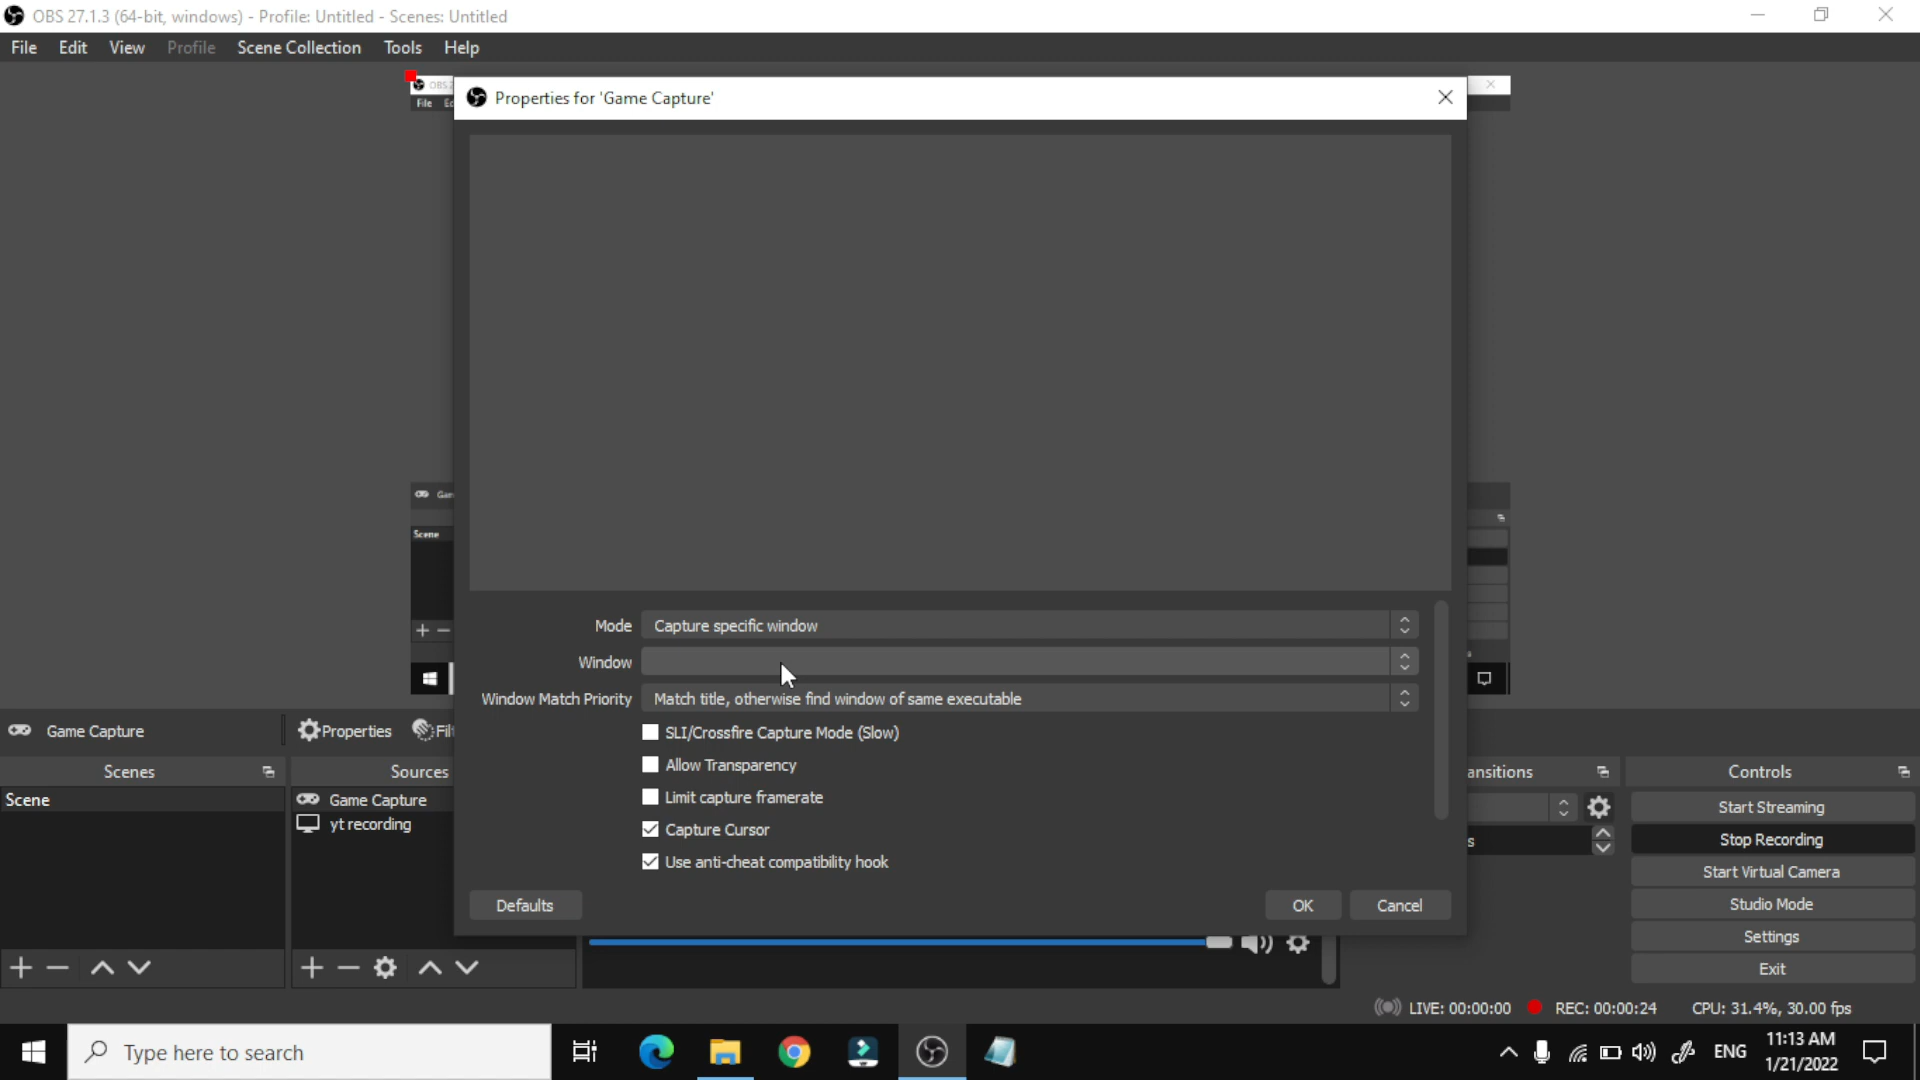 OBS 27.1.3 (64-bit, windows) - Profile: Untitled - Scenes: Untitled
File Edit View Profile Scene Collection Tools Help
OBS
File
Properties for 'Game Capture'
Scene
Mode Capture specific window
Window
Window Match Priority Match title, otherwise find window of same executable
SLI/Crossfire Capture Mode (Slow)
Allow Transparency
Limit capture framerate
Capture Cursor
Use anti-cheat compatibility hook
Defaults OK Cancel
Game Capture Properties Fil
Scenes Sources ansitions Controls
Scene
Game Capture
yt recording
s
Start Streaming
Stop Recording
Start Virtual Camera
Studio Mode
Settings
Exit
LIVE: 00:00:00 REC: 00:00:24 CPU: 31.4%, 30.00 fps
Type here to search
ENG
11:13 AM
1/21/2022